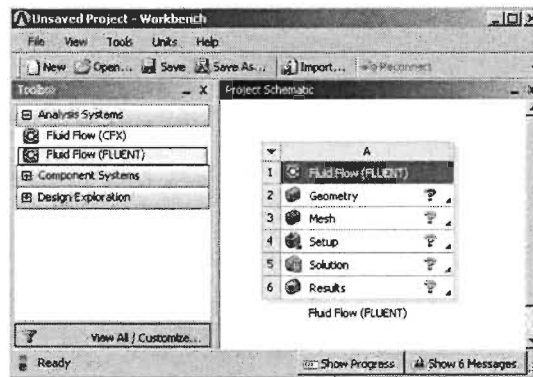 Unsaved Project - Workbench
File View Tools Units Help
New Open... Save Save As... Import... Reconnect
Toolbox
Analysis Systems
Fluid Flow (CFX)
Fluid Flow (FLUENT)
Component Systems
Design Exploration
View All / Customize...
Project Schematic
A
1 Fluid Flow (FLUENT)
2 Geometry ?
3 Mesh ?
4 Setup ?
5 Solution ?
6 Results ?
Fluid Flow (FLUENT)
Ready
Show Progress
Show 6 Messages